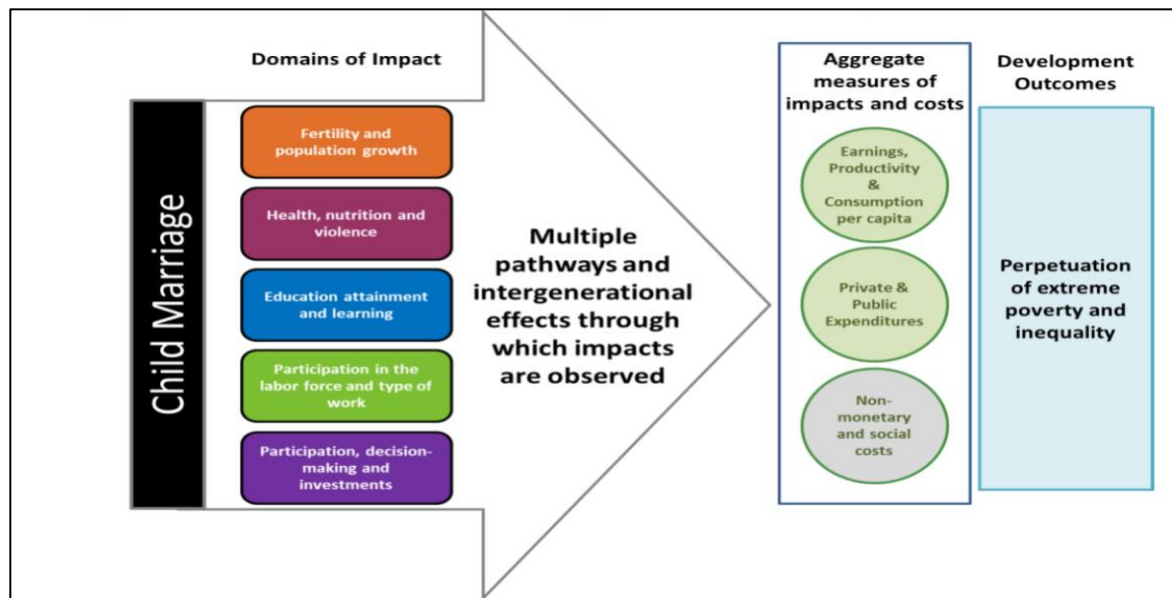 Domains of Impact
Child Marriage
Fertility and
population growth
Health, nutrition and
violence
Education attainment
and learning
Participation in the
labor force and type of
work
Participation, decision-
making and
investments
Multiple
pathways and
intergenerational
effects through
which impacts
are observed
Aggregate
measures of
impacts and costs
Earnings,
Productivity
&
Consumption
per capita
Private &
Public
Expenditures
Non-
monetary
and social
costs
Development
Outcomes
Perpetuation
of extreme
poverty and
inequality